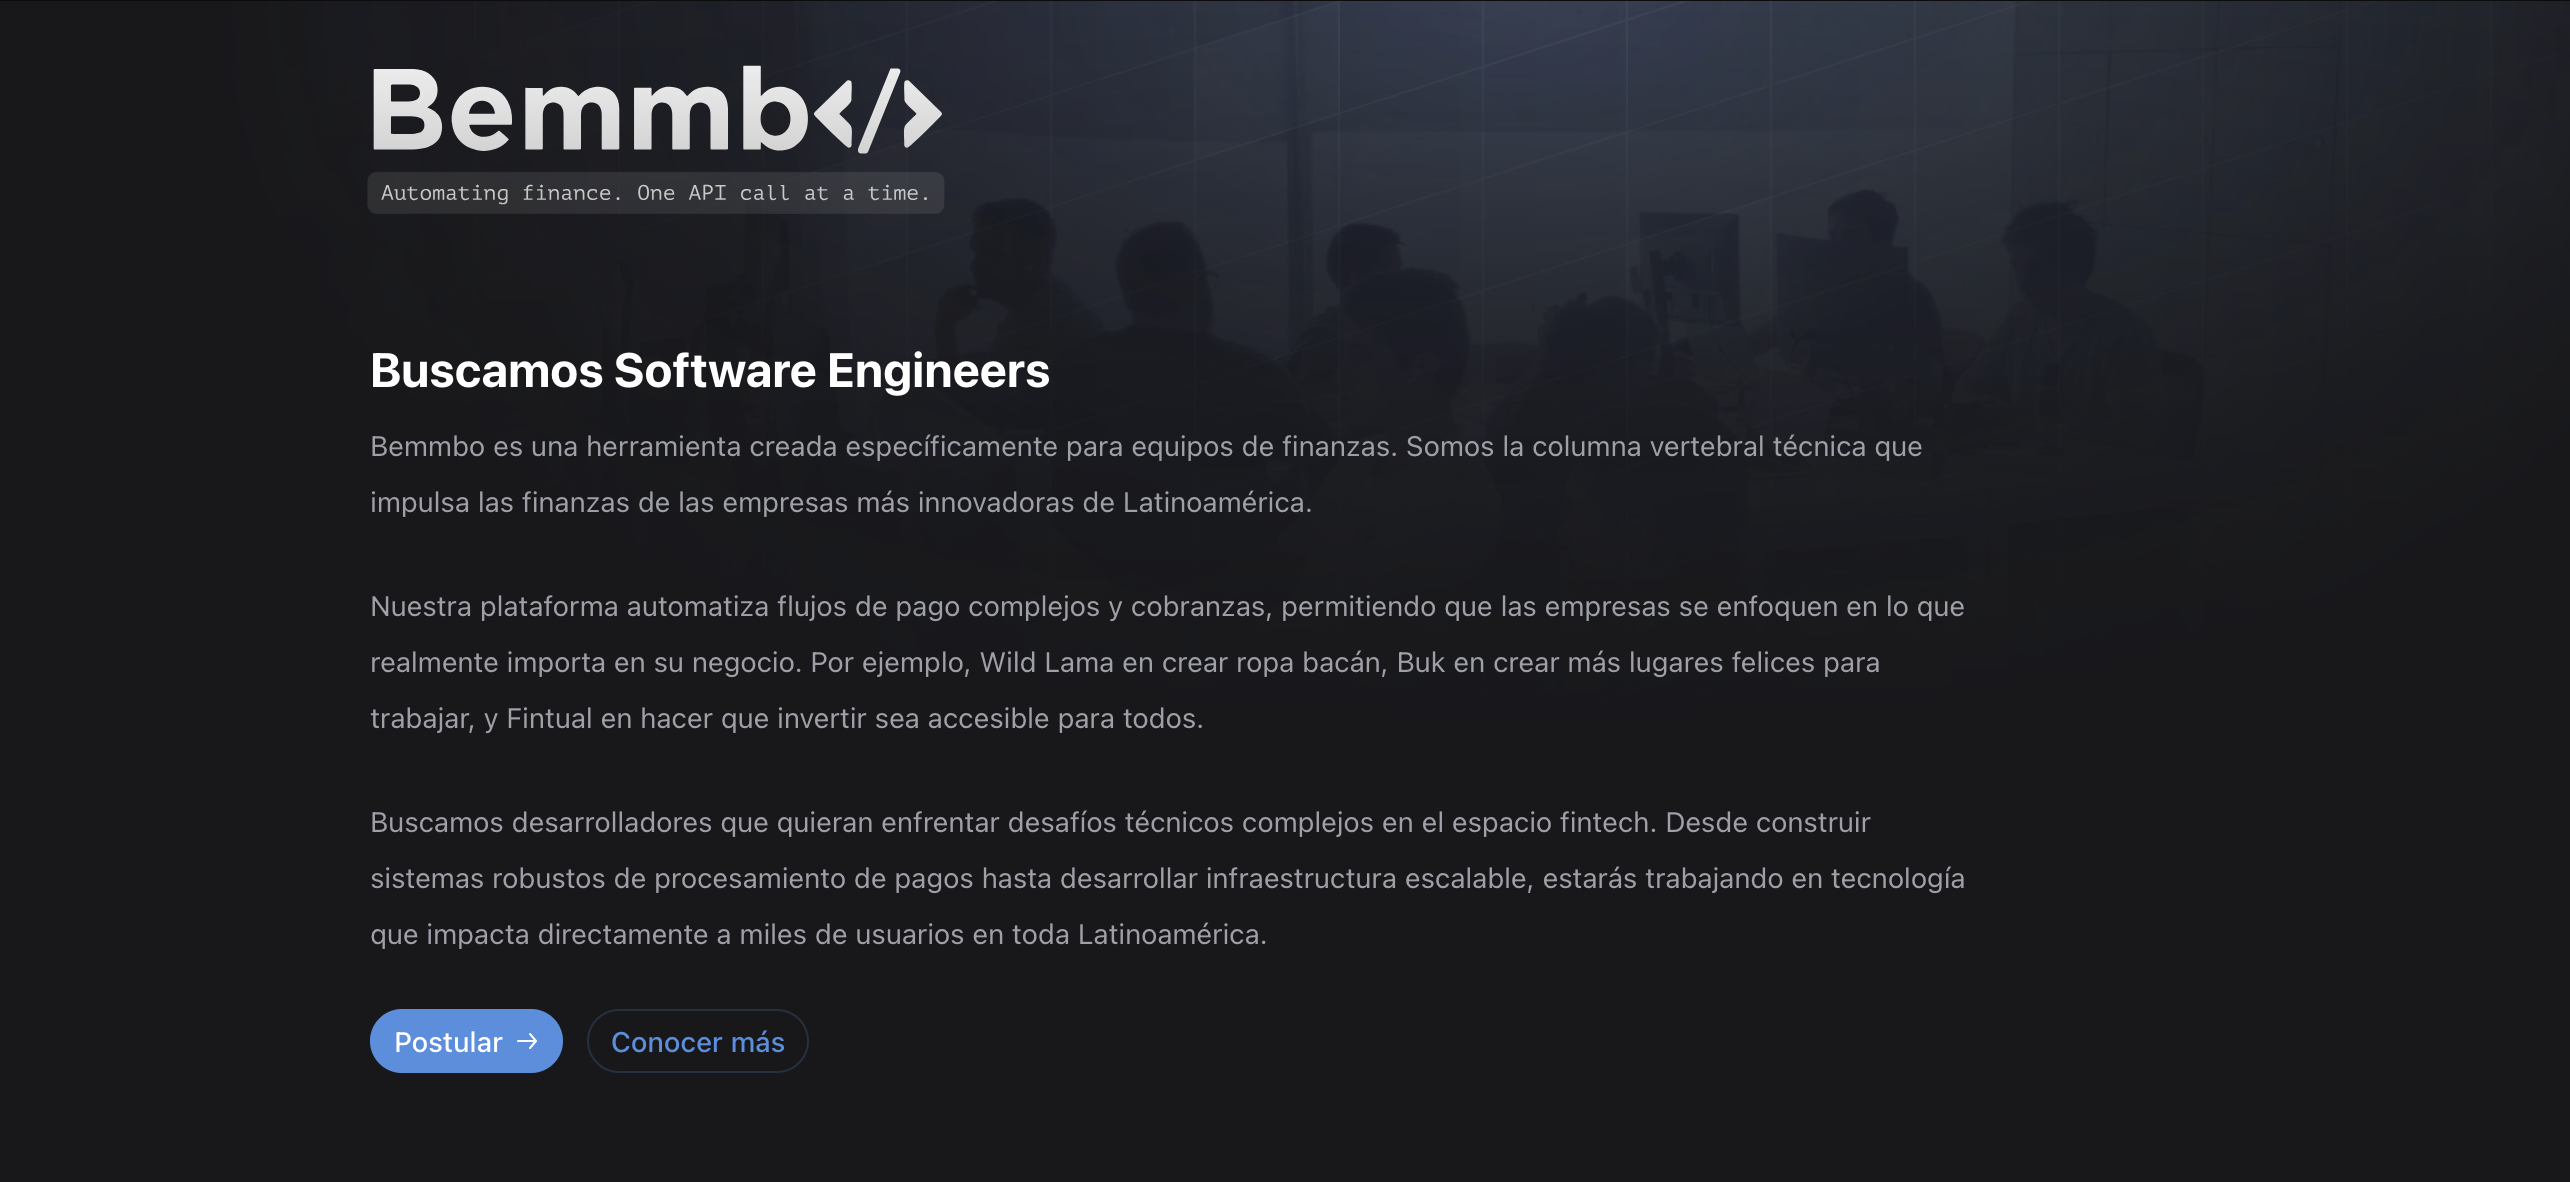 Bemmb</>
Automating finance. One API call at a time.
Buscamos Software Engineers
Bemmbo es una herramienta creada específicamente para equipos de finanzas. Somos la columna vertebral técnica que
impulsa las finanzas de las empresas más innovadoras de Latinoamérica.
Nuestra plataforma automatiza flujos de pago complejos y cobranzas, permitiendo que las empresas se enfoquen en lo que
realmente importa en su negocio. Por ejemplo, Wild Lama en crear ropa bacán, Buk en crear más lugares felices para
trabajar, y Fintual en hacer que invertir sea accesible para todos.
Buscamos desarrolladores que quieran enfrentar desafíos técnicos complejos en el espacio fintech. Desde construir
sistemas robustos de procesamiento de pagos hasta desarrollar infraestructura escalable, estarás trabajando en tecnología
que impacta directamente a miles de usuarios en toda Latinoamérica.
Postular → Conocer más